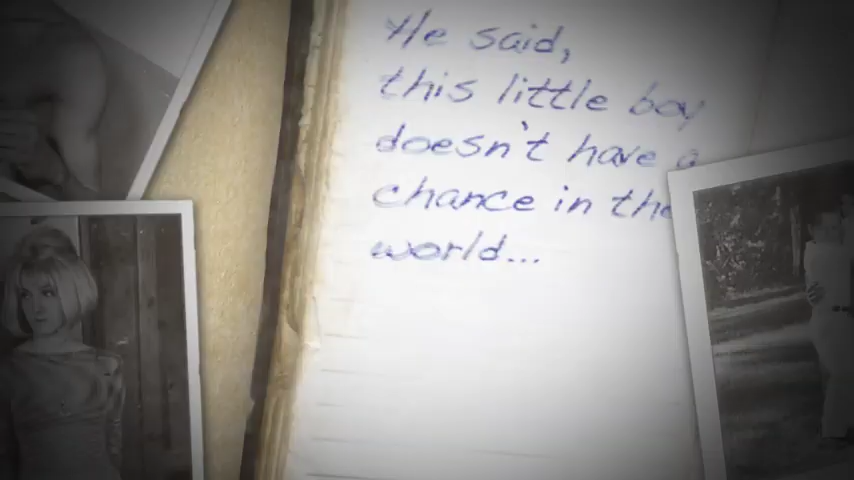 He said,
this little boy
doesn't have a
chance in the
world...